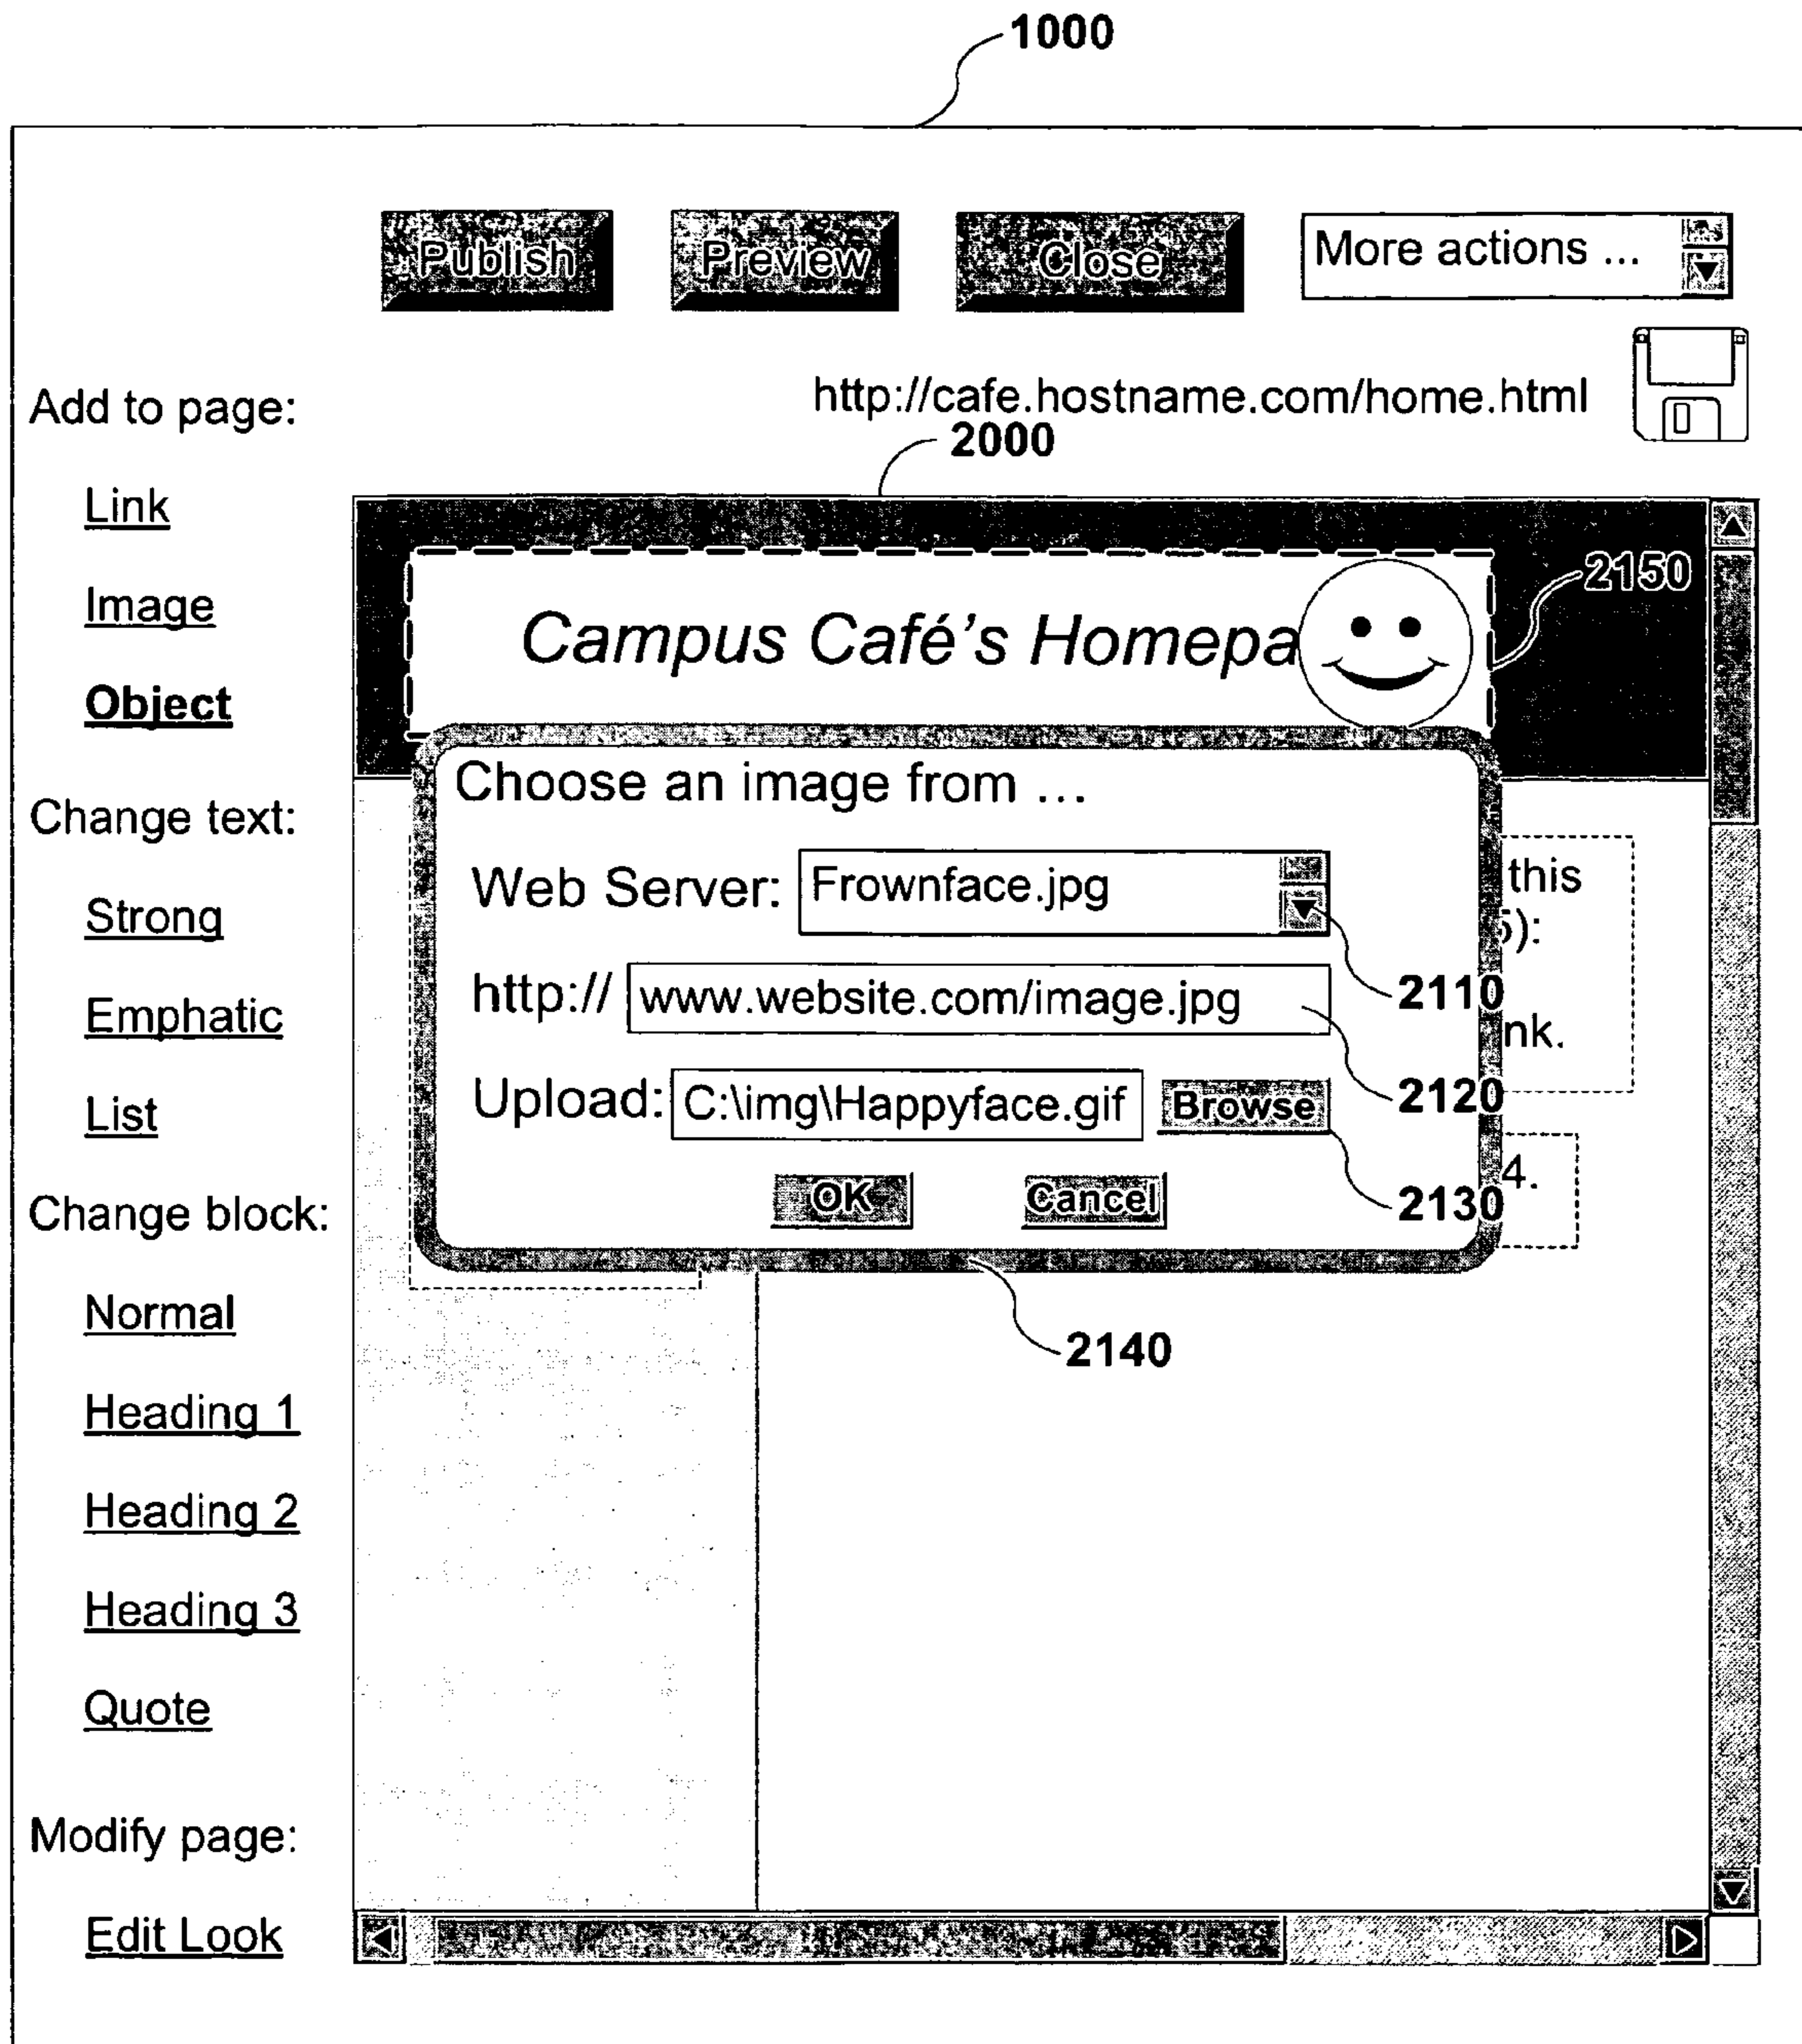 1000
Publish Preview Close More actions ...
http://cafe.hostname.com/home.html
2000
Add to page:
Link
Image
Object
Change text:
Strong
Emphatic
List
Change block:
Normal
Heading 1
Heading 2
Heading 3
Quote
Modify page:
Edit Look
Campus Café's Homepa
2150
Choose an image from ...
Web Server: Frownface.jpg
2110
http:// www.website.com/image.jpg
2120
Upload: C:\img\Happyface.gif Browse
2130
OK Cancel
2140
this
5):
nk.
4.